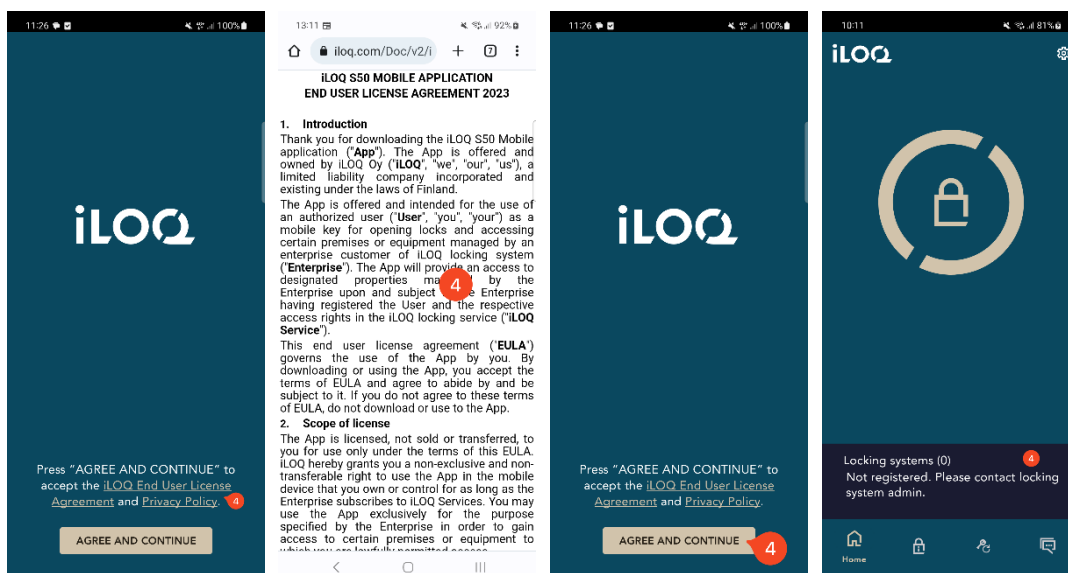 11:26
100%
iLOQ
Press "AGREE AND CONTINUE" to
accept the iLOQ End User License
Agreement and Privacy Policy.
4
AGREE AND CONTINUE
13:11
92%
iloq.com/Doc/v2/i
7
iLOQ S50 MOBILE APPLICATION
END USER LICENSE AGREEMENT 2023
1. Introduction
Thank you for downloading the iLOQ S50 Mobile
application ("App"). The App is offered and
owned by iLOQ Oy ("iLOQ", "we", "our", "us"), a
limited liability company incorporated and
existing under the laws of Finland.
The App is offered and intended for the use of
an authorized user ("User", "you", "your") as a
mobile key for opening locks and accessing
certain premises or equipment managed by an
enterprise customer of iLOQ locking system
("Enterprise"). The App will provide an access to
designated properties ma 4 by the
Enterprise upon and subject Enterprise
having registered the User and the respective
access rights in the iLOQ locking service ("iLOQ
Service").
This end user license agreement ("EULA")
governs the use of the App by you. By
downloading or using the App, you accept the
terms of EULA and agree to abide by and be
subject to it. If you do not agree to these terms
of EULA, do not download or use to the App.
2. Scope of license
The App is licensed, not sold or transferred, to
you for use only under the terms of this EULA.
iLOQ hereby grants you a non-exclusive and non-
transferable right to use the App in the mobile
device that you own or control for as long as the
Enterprise subscribes to iLOQ Services. You may
use the App exclusively for the purpose
specified by the Enterprise in order to gain
access to certain premises or equipment to
which you are lawfully permitted access.
11:26
100%
iLOQ
Press "AGREE AND CONTINUE" to
accept the iLOQ End User License
Agreement and Privacy Policy.
AGREE AND CONTINUE
4
10:11
81%
iLOQ
Locking systems (0)
4
Not registered. Please contact locking
system admin.
Home